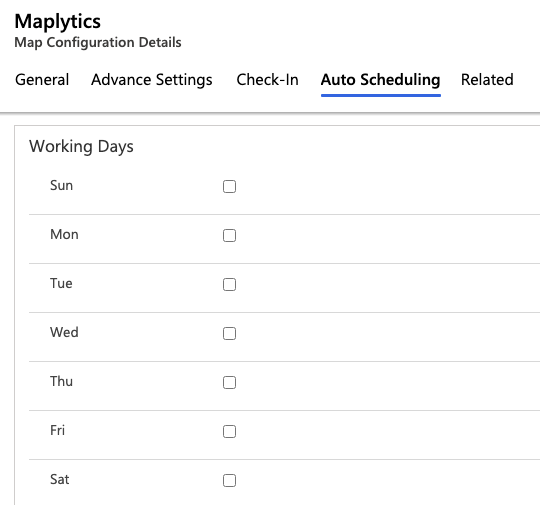 Maplytics
Map Configuration Details
General Advance Settings Check-In Auto Scheduling Related
Working Days
Sun
Mon
Tue
Wed
Thu
Fri
Sat